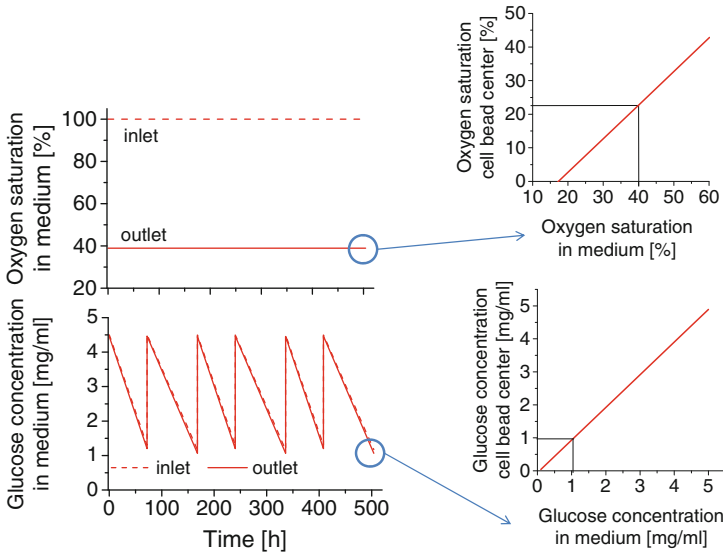 Oxygen saturation
in medium [%]
100
80
60
40
20
inlet
outlet
Oxygen saturation
cell bead center [%]
50
40
30
20
10
0
10 20 30 40 50 60
Oxygen saturation
in medium [%]
Glucose concentration
in medium [mg/ml]
5
4
3
2
1
0
inlet outlet
0 100 200 300 400 500
Time [h]
Glucose concentration
cell bead center [mg/ml]
5
4
3
2
1
0
0 1 2 3 4 5
Glucose concentration
in medium [mg/ml]